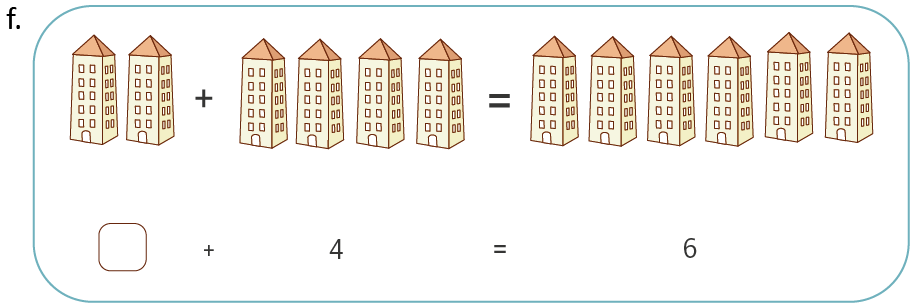 f.
+ =
+ 4 = 6